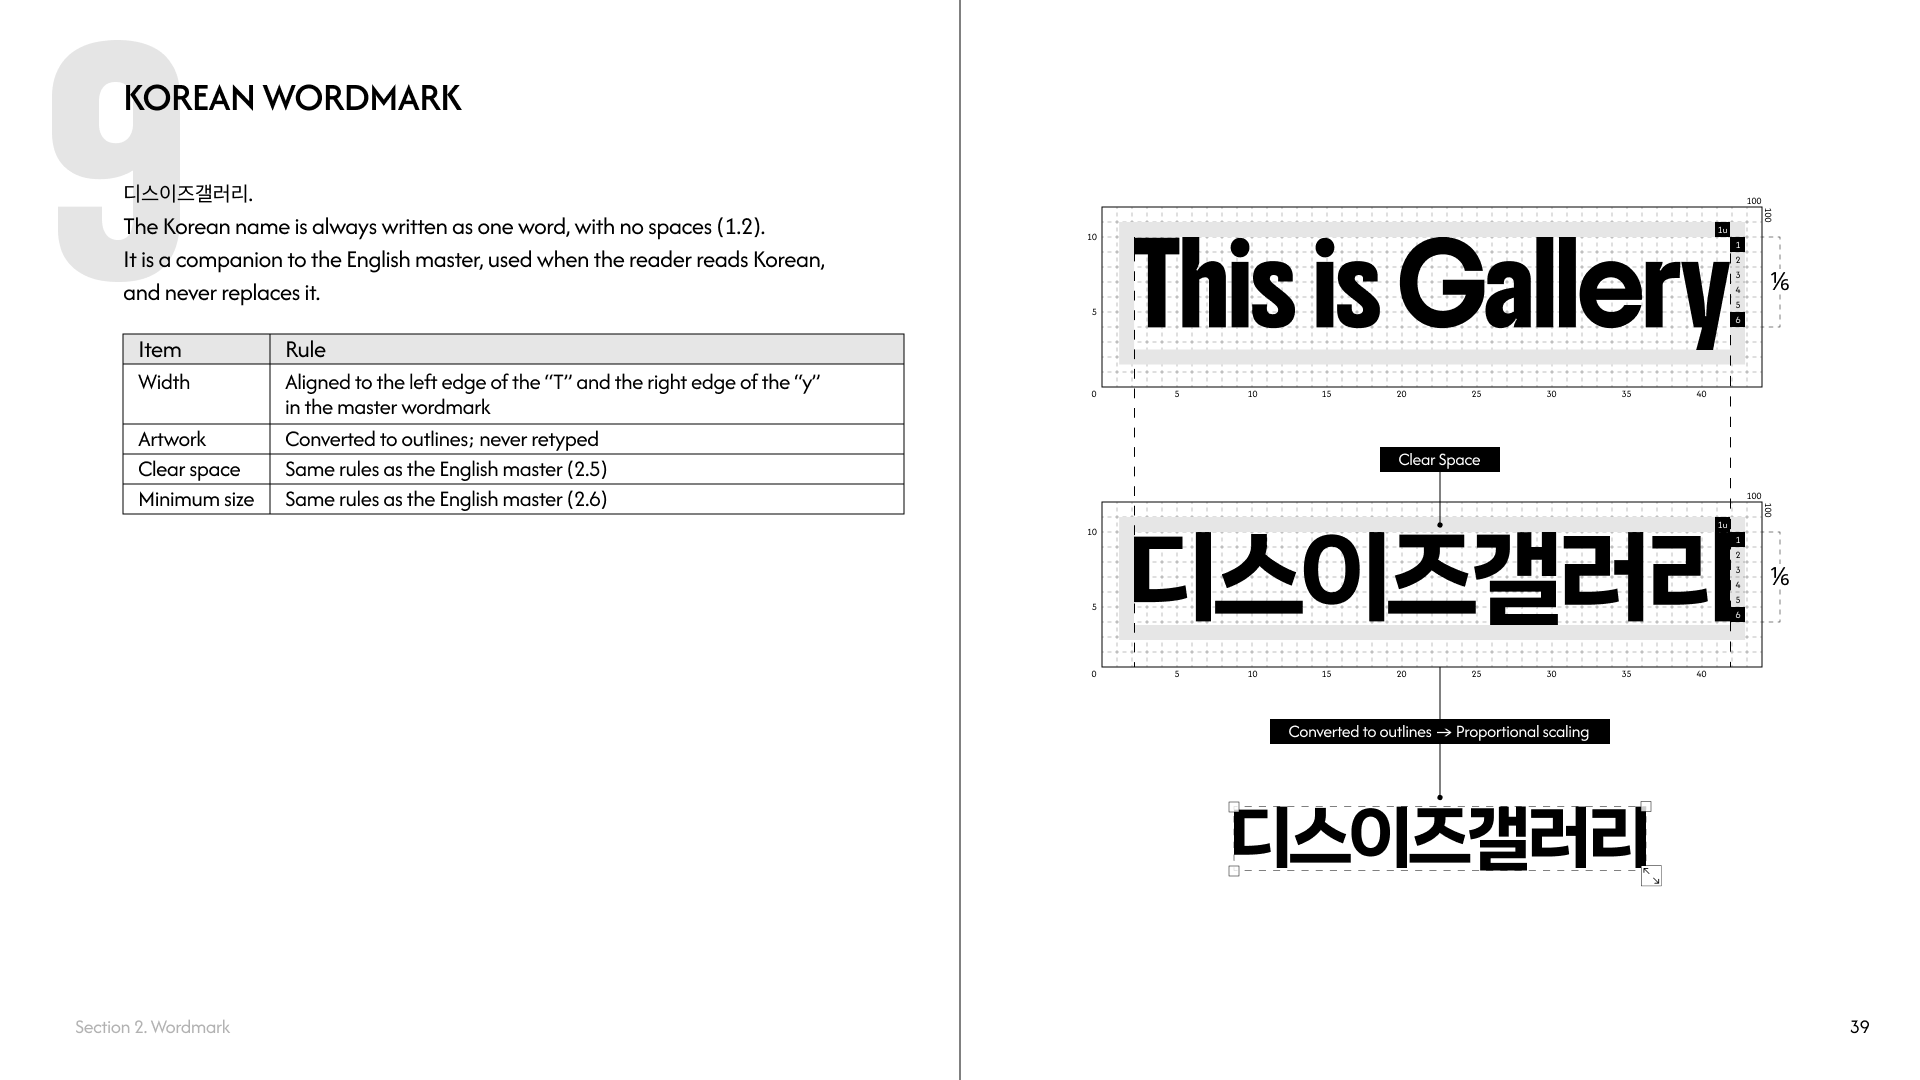 9
KOREAN WORDMARK
디스이즈갤러리.
The Korean name is always written as one word, with no spaces (1.2).
It is a companion to the English master, used when the reader reads Korean,
and never replaces it.
Item Rule
Width Aligned to the left edge of the “T” and the right edge of the “y”
in the master wordmark
Artwork Converted to outlines; never retyped
Clear space Same rules as the English master (2.5)
Minimum size Same rules as the English master (2.6)
Section 2. Wordmark
100
100
1u
10
1
2
3
4
5
6
This is Gallery
⅙
5
0 5 10 15 20 25 30 35 40
Clear Space
100
100
1u
10
1
2
3
4
5
6
디스이즈갤러리
⅙
5
0 5 10 15 20 25 30 35 40
Converted to outlines → Proportional scaling
디스이즈갤러리
39